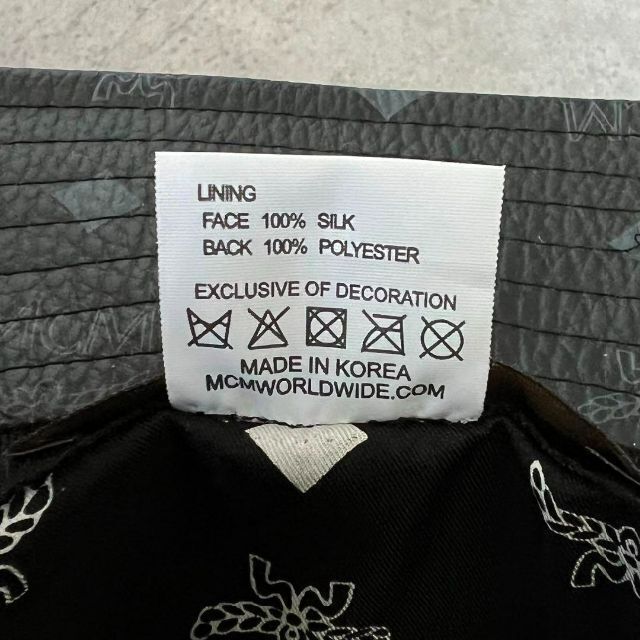 LINING
FACE 100% SILK
BACK 100% POLYESTER
EXCLUSIVE OF DECORATION
MADE IN KOREA
MCMWORLDWIDE.COM